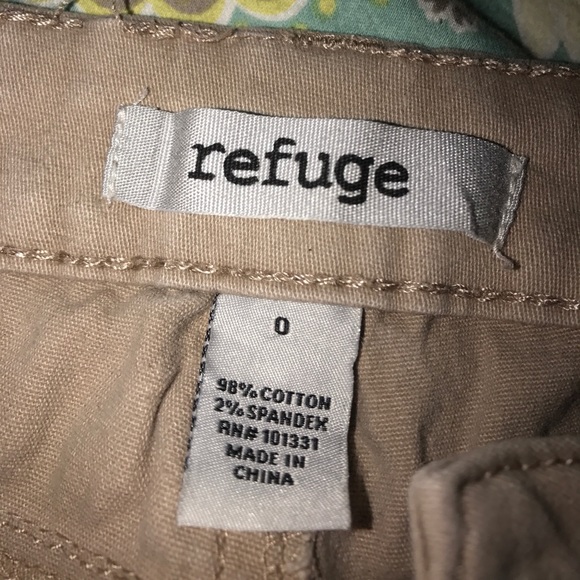 refuge
0
98% COTTON
2% SPANDEX
RN# 101331
MADE IN
CHINA